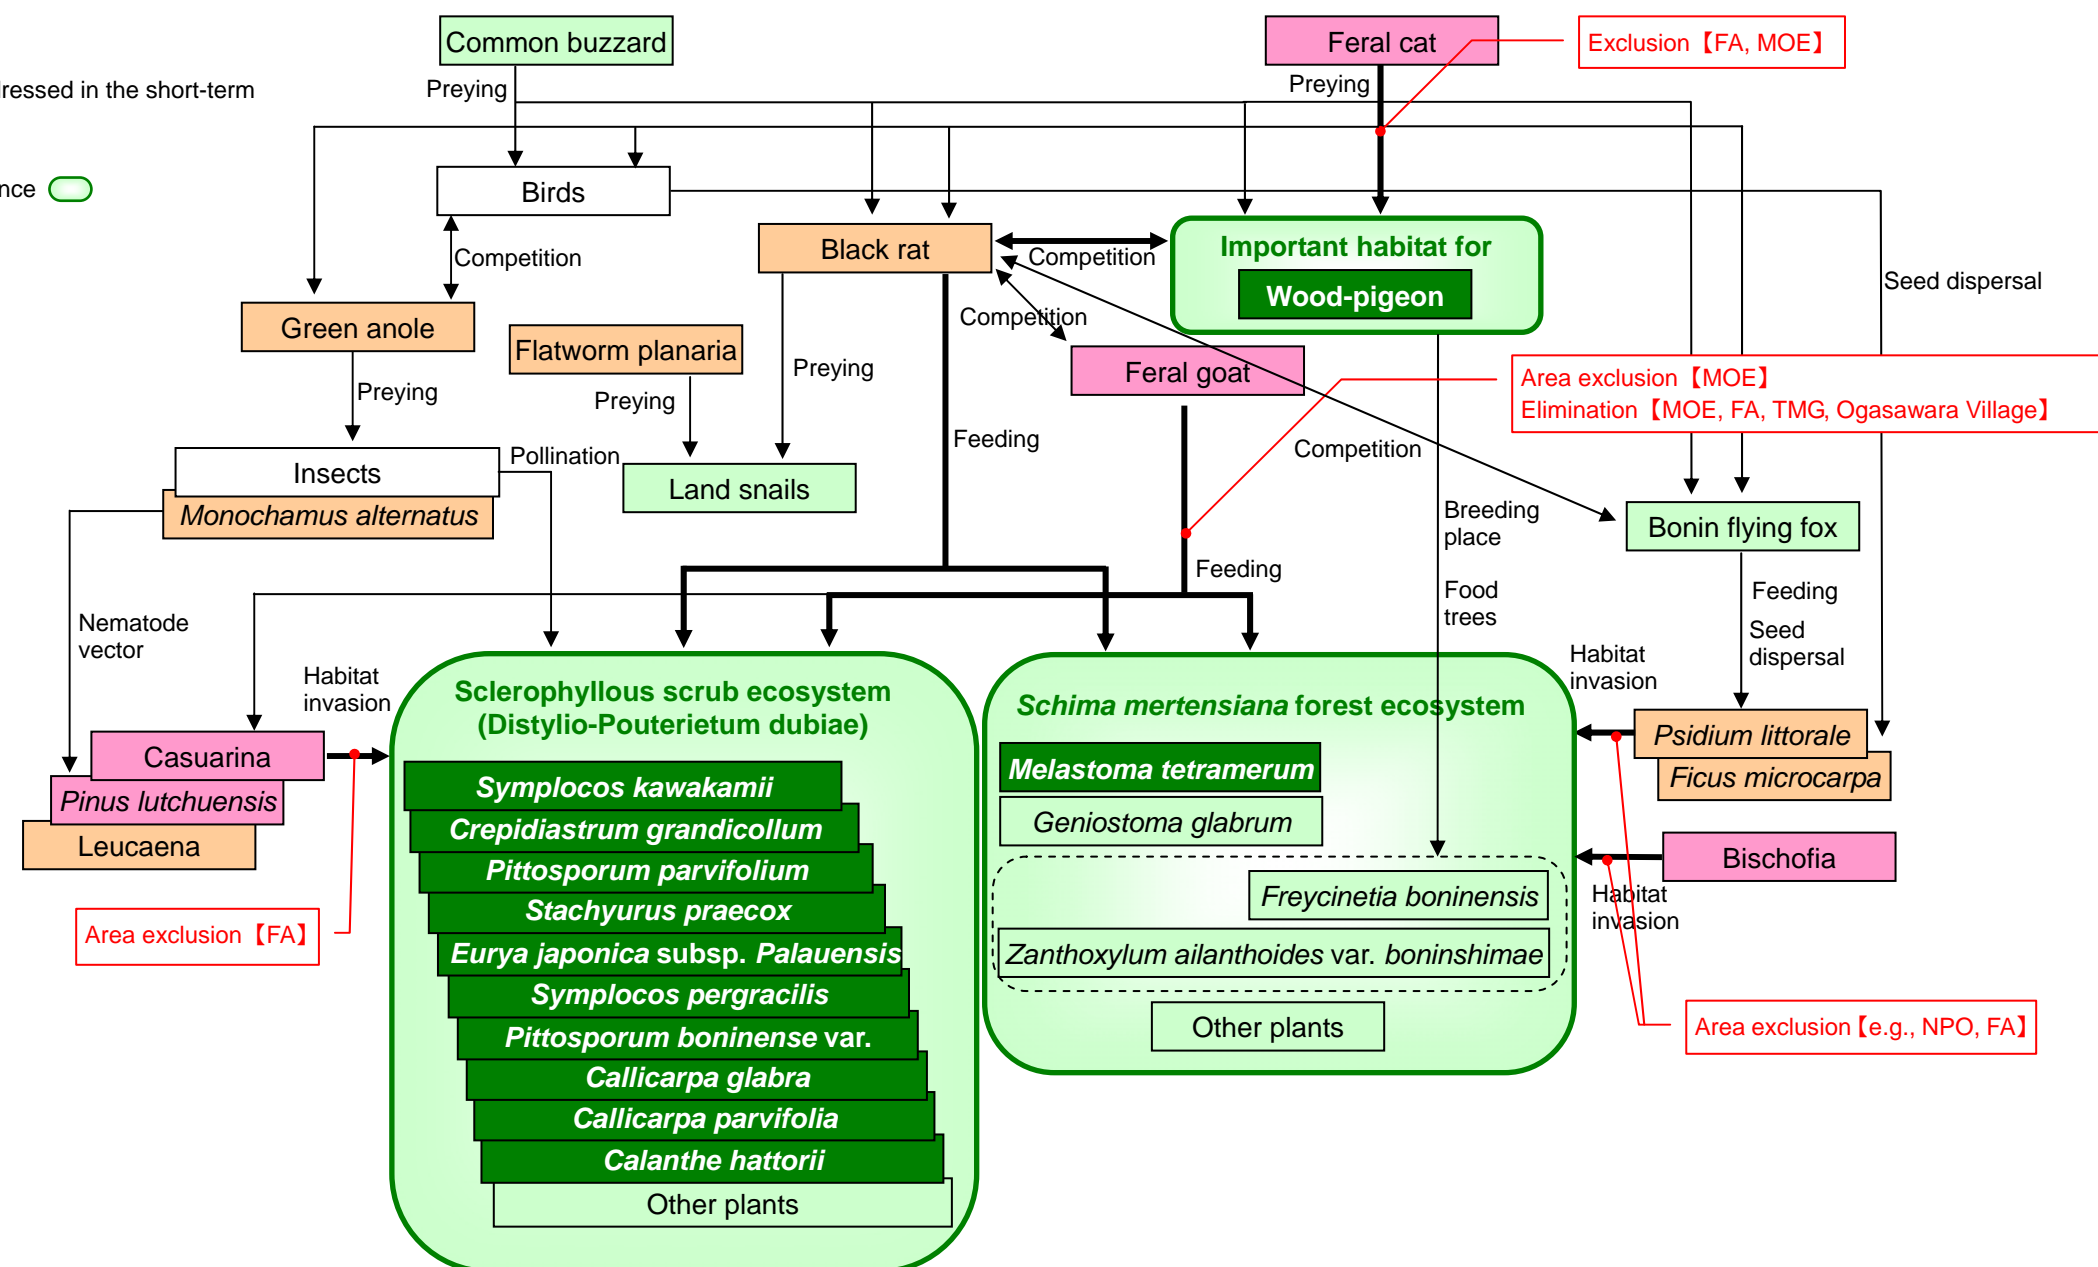 Common buzzard
Feral cat
Exclusion【FA, MOE】
Preying
Preying
ressed in the short-term
nce
Birds
Competition
Black rat
Competition
Important habitat for
Wood-pigeon
Seed dispersal
Green anole
Flatworm planaria
Competition
Feral goat
Preying
Preying
Preying
Area exclusion【MOE】
Elimination【MOE, FA, TMG, Ogasawara Village】
Feeding
Competition
Pollination
Insects
Monochamus alternatus
Land snails
Breeding
place
Bonin flying fox
Feeding
Food
trees
Feeding
Seed
dispersal
Nematode
vector
Habitat
invasion
Habitat
invasion
Sclerophyllous scrub ecosystem
(Distylio-Pouterietum dubiae)
Schima mertensiana forest ecosystem
Casuarina
Pinus lutchuensis
Leucaena
Symplocos kawakamii
Crepidiastrum grandicollum
Pittosporum parvifolium
Stachyurus praecox
Eurya japonica subsp. Palauensis
Symplocos pergracilis
Pittosporum boninense var.
Callicarpa glabra
Callicarpa parvifolia
Calanthe hattorii
Other plants
Melastoma tetramerum
Geniostoma glabrum
Freycinetia boninensis
Zanthoxylum ailanthoides var. boninshimae
Other plants
Psidium littorale
Ficus microcarpa
Bischofia
Habitat
invasion
Area exclusion【FA】
Area exclusion【e.g., NPO, FA】